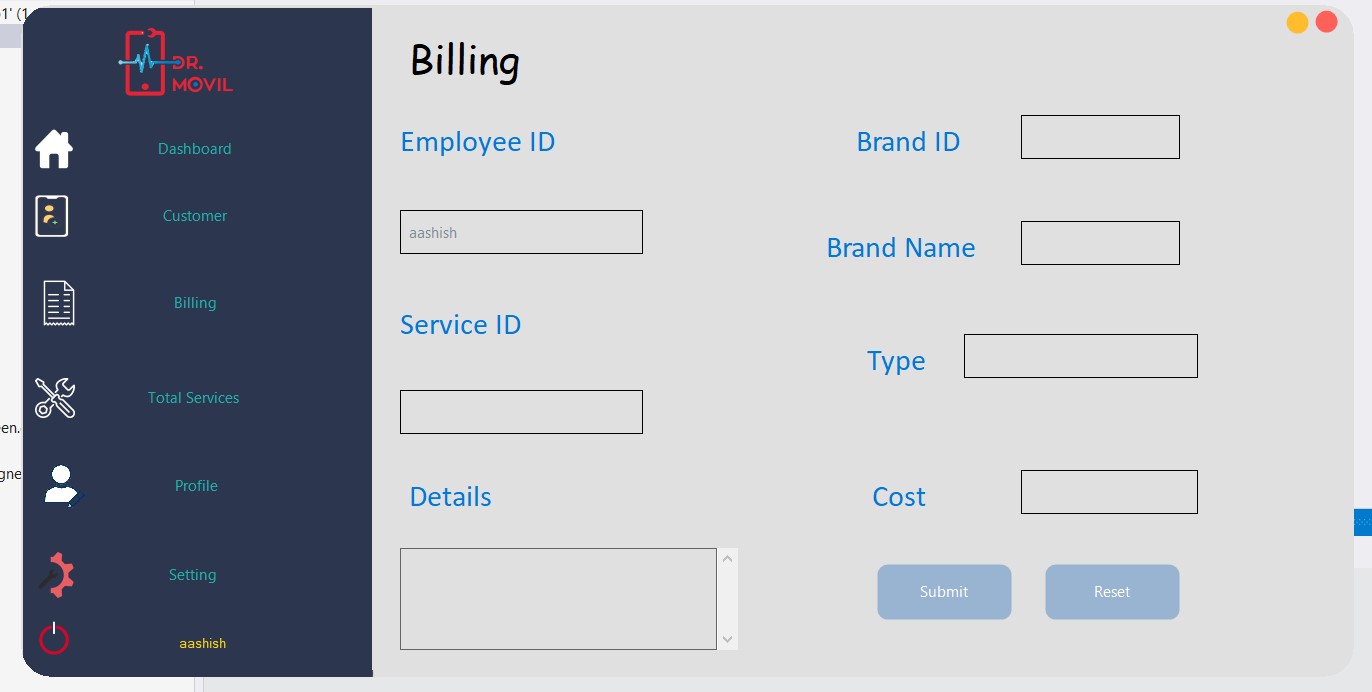 1' (1
DR.
MOVIL
Dashboard
Customer
Billing
Total Services
Profile
Setting
aashish
een.
gne
Billing
Employee ID
aashish
Service ID
Details
Brand ID
Brand Name
Type
Cost
Submit
Reset